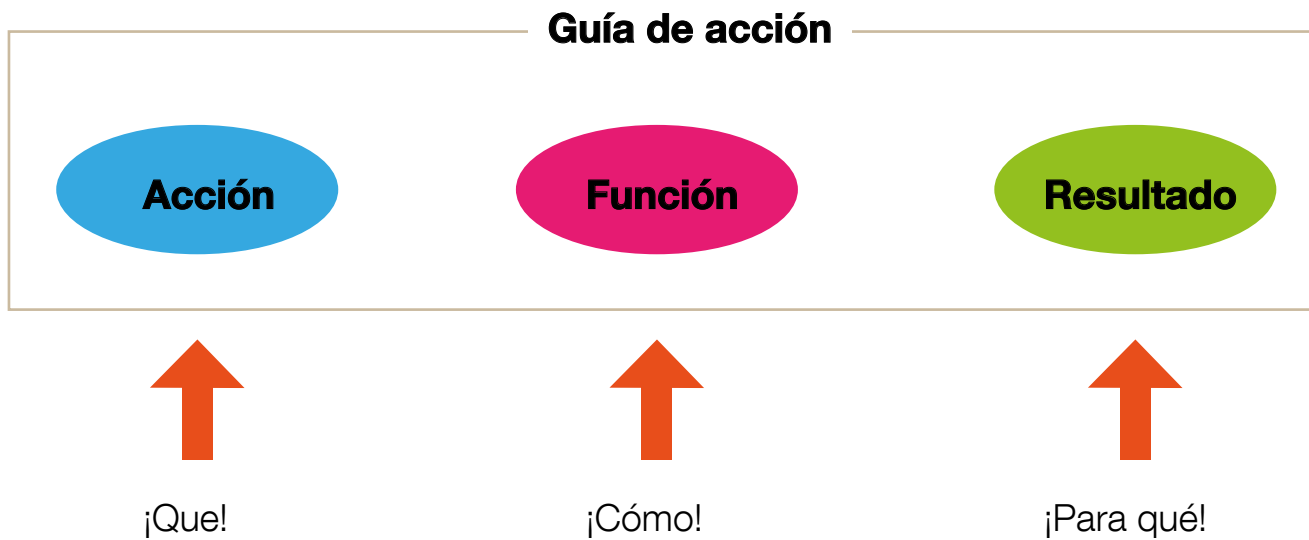 Guía de acción
Acción
Función
Resultado
¡Que!
¡Cómo!
¡Para qué!